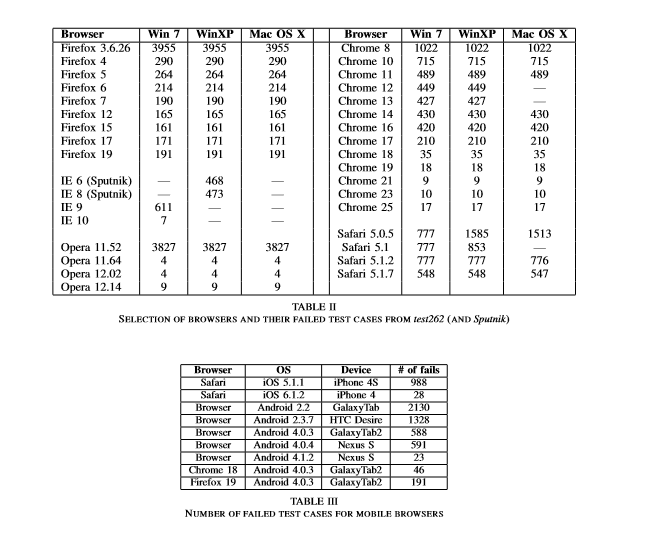 Browser Win 7 WinXP Mac OS X Browser Win 7 WinXP Mac OS X
Firefox 3.6.26 3955 3955 3955 Chrome 8 1022 1022 1022
Firefox 4 290 290 290 Chrome 10 715 715 715
Firefox 5 264 264 264 Chrome 11 489 489 489
Firefox 6 214 214 214 Chrome 12 449 449 —
Firefox 7 190 190 190 Chrome 13 427 427 —
Firefox 12 165 165 165 Chrome 14 430 430 430
Firefox 15 161 161 161 Chrome 16 420 420 420
Firefox 17 171 171 171 Chrome 17 210 210 210
Firefox 19 191 191 191 Chrome 18 35 35 35
Chrome 19 18 18 18
IE 6 (Sputnik) — 468 — Chrome 21 9 9 9
IE 8 (Sputnik) — 473 — Chrome 23 10 10 10
IE 9 611 — — Chrome 25 17 17 17
IE 10 7 — —
Safari 5.0.5 777 1585 1513
Opera 11.52 3827 3827 3827 Safari 5.1 777 853 —
Opera 11.64 4 4 4 Safari 5.1.2 777 777 776
Opera 12.02 4 4 4 Safari 5.1.7 548 548 547
Opera 12.14 9 9 9
TABLE II
SELECTION OF BROWSERS AND THEIR FAILED TEST CASES FROM test262 (AND Sputnik)
Browser OS Device # of fails
Safari iOS 5.1.1 iPhone 4S 988
Safari iOS 6.1.2 iPhone 4 28
Browser Android 2.2 GalaxyTab 2130
Browser Android 2.3.7 HTC Desire 1328
Browser Android 4.0.3 GalaxyTab2 588
Browser Android 4.0.4 Nexus S 591
Browser Android 4.1.2 Nexus S 23
Chrome 18 Android 4.0.3 GalaxyTab2 46
Firefox 19 Android 4.0.3 GalaxyTab2 191
TABLE III
NUMBER OF FAILED TEST CASES FOR MOBILE BROWSERS